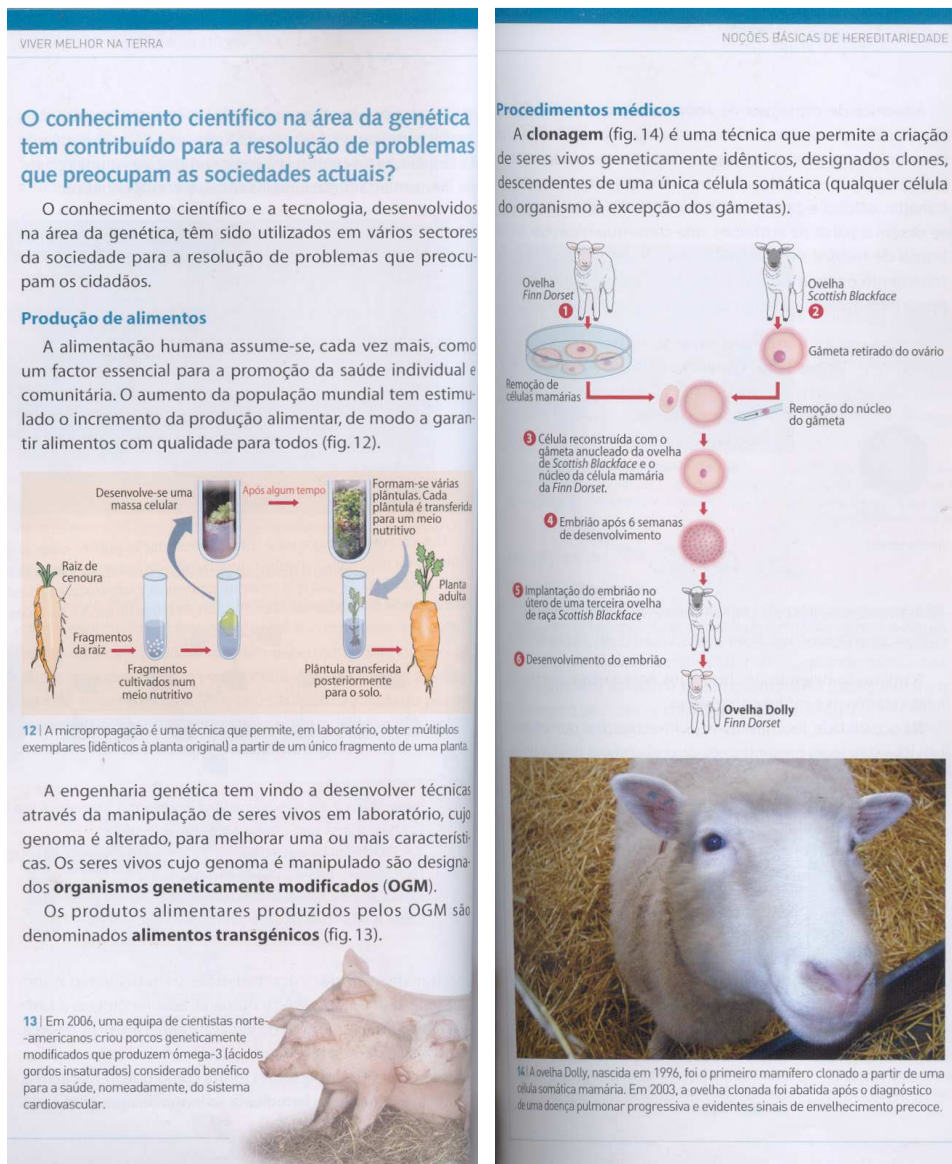 VIVER MELHOR NA TERRA
O conhecimento científico na área da genética
tem contribuído para a resolução de problemas
que preocupam as sociedades actuais?
O conhecimento científico e a tecnologia, desenvolvidos
na área da genética, têm sido utilizados em vários sectores
da sociedade para a resolução de problemas que preocu-
pam os cidadãos.
Produção de alimentos
A alimentação humana assume-se, cada vez mais, como
um factor essencial para a promoção da saúde individual e
comunitária. O aumento da população mundial tem estimu-
lado o incremento da produção alimentar, de modo a garan-
tir alimentos com qualidade para todos (fig. 12).
Desenvolve-se uma
massa celular
Após algum tempo
Formam-se várias
plântulas. Cada
plântula é transferida
para um meio
nutritivo
Raiz de
cenoura
Planta
adulta
Fragmentos
da raiz
Fragmentos
cultivados num
meio nutritivo
Plântula transferida
posteriormente
para o solo.
12 | A micropropagação é uma técnica que permite, em laboratório, obter múltiplos
exemplares (idênticos à planta original) a partir de um único fragmento de uma planta.
A engenharia genética tem vindo a desenvolver técnicas
através da manipulação de seres vivos em laboratório, cujo
genoma é alterado, para melhorar uma ou mais característi-
cas. Os seres vivos cujo genoma é manipulado são designa-
dos organismos geneticamente modificados (OGM).
Os produtos alimentares produzidos pelos OGM são
denominados alimentos transgénicos (fig. 13).
13 | Em 2006, uma equipa de cientistas norte-
-americanos criou porcos geneticamente
modificados que produzem ómega-3 (ácidos
gordos insaturados) considerado benéfico
para a saúde, nomeadamente, do sistema
cardiovascular.
NOÇÕES BÁSICAS DE HEREDITARIEDADE
Procedimentos médicos
A clonagem (fig. 14) é uma técnica que permite a criação
de seres vivos geneticamente idênticos, designados clones,
descendentes de uma única célula somática (qualquer célula
do organismo à excepção dos gâmetas).
Ovelha
Finn Dorset
1
Ovelha
Scottish Blackface
2
Gâmeta retirado do ovário
Remoção de
células mamárias
Remoção do núcleo
do gâmeta
3 Célula reconstruída com o
gâmeta anucleado da ovelha
de Scottish Blackface e o
núcleo da célula mamária
da Finn Dorset.
4 Embrião após 6 semanas
de desenvolvimento
5 Implantação do embrião no
útero de uma terceira ovelha
de raça Scottish Blackface
6 Desenvolvimento do embrião
Ovelha Dolly
Finn Dorset
14 | A ovelha Dolly, nascida em 1996, foi o primeiro mamífero clonado a partir de uma
célula somática mamária. Em 2003, a ovelha clonada foi abatida após o diagnóstico
de uma doença pulmonar progressiva e evidentes sinais de envelhecimento precoce.